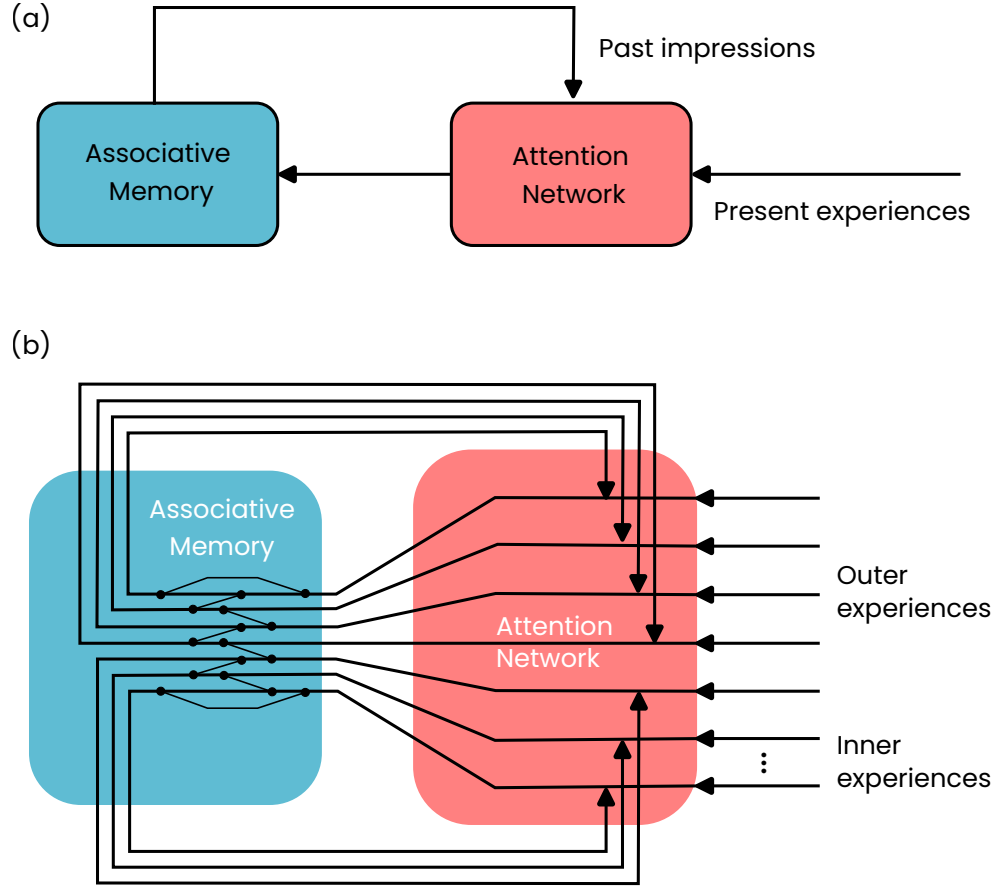 (a)
Past impressions
Associative
Memory
Attention
Network
Present experiences
(b)
Associative
Memory
Outer
experiences
Attention
Network
Inner
experiences